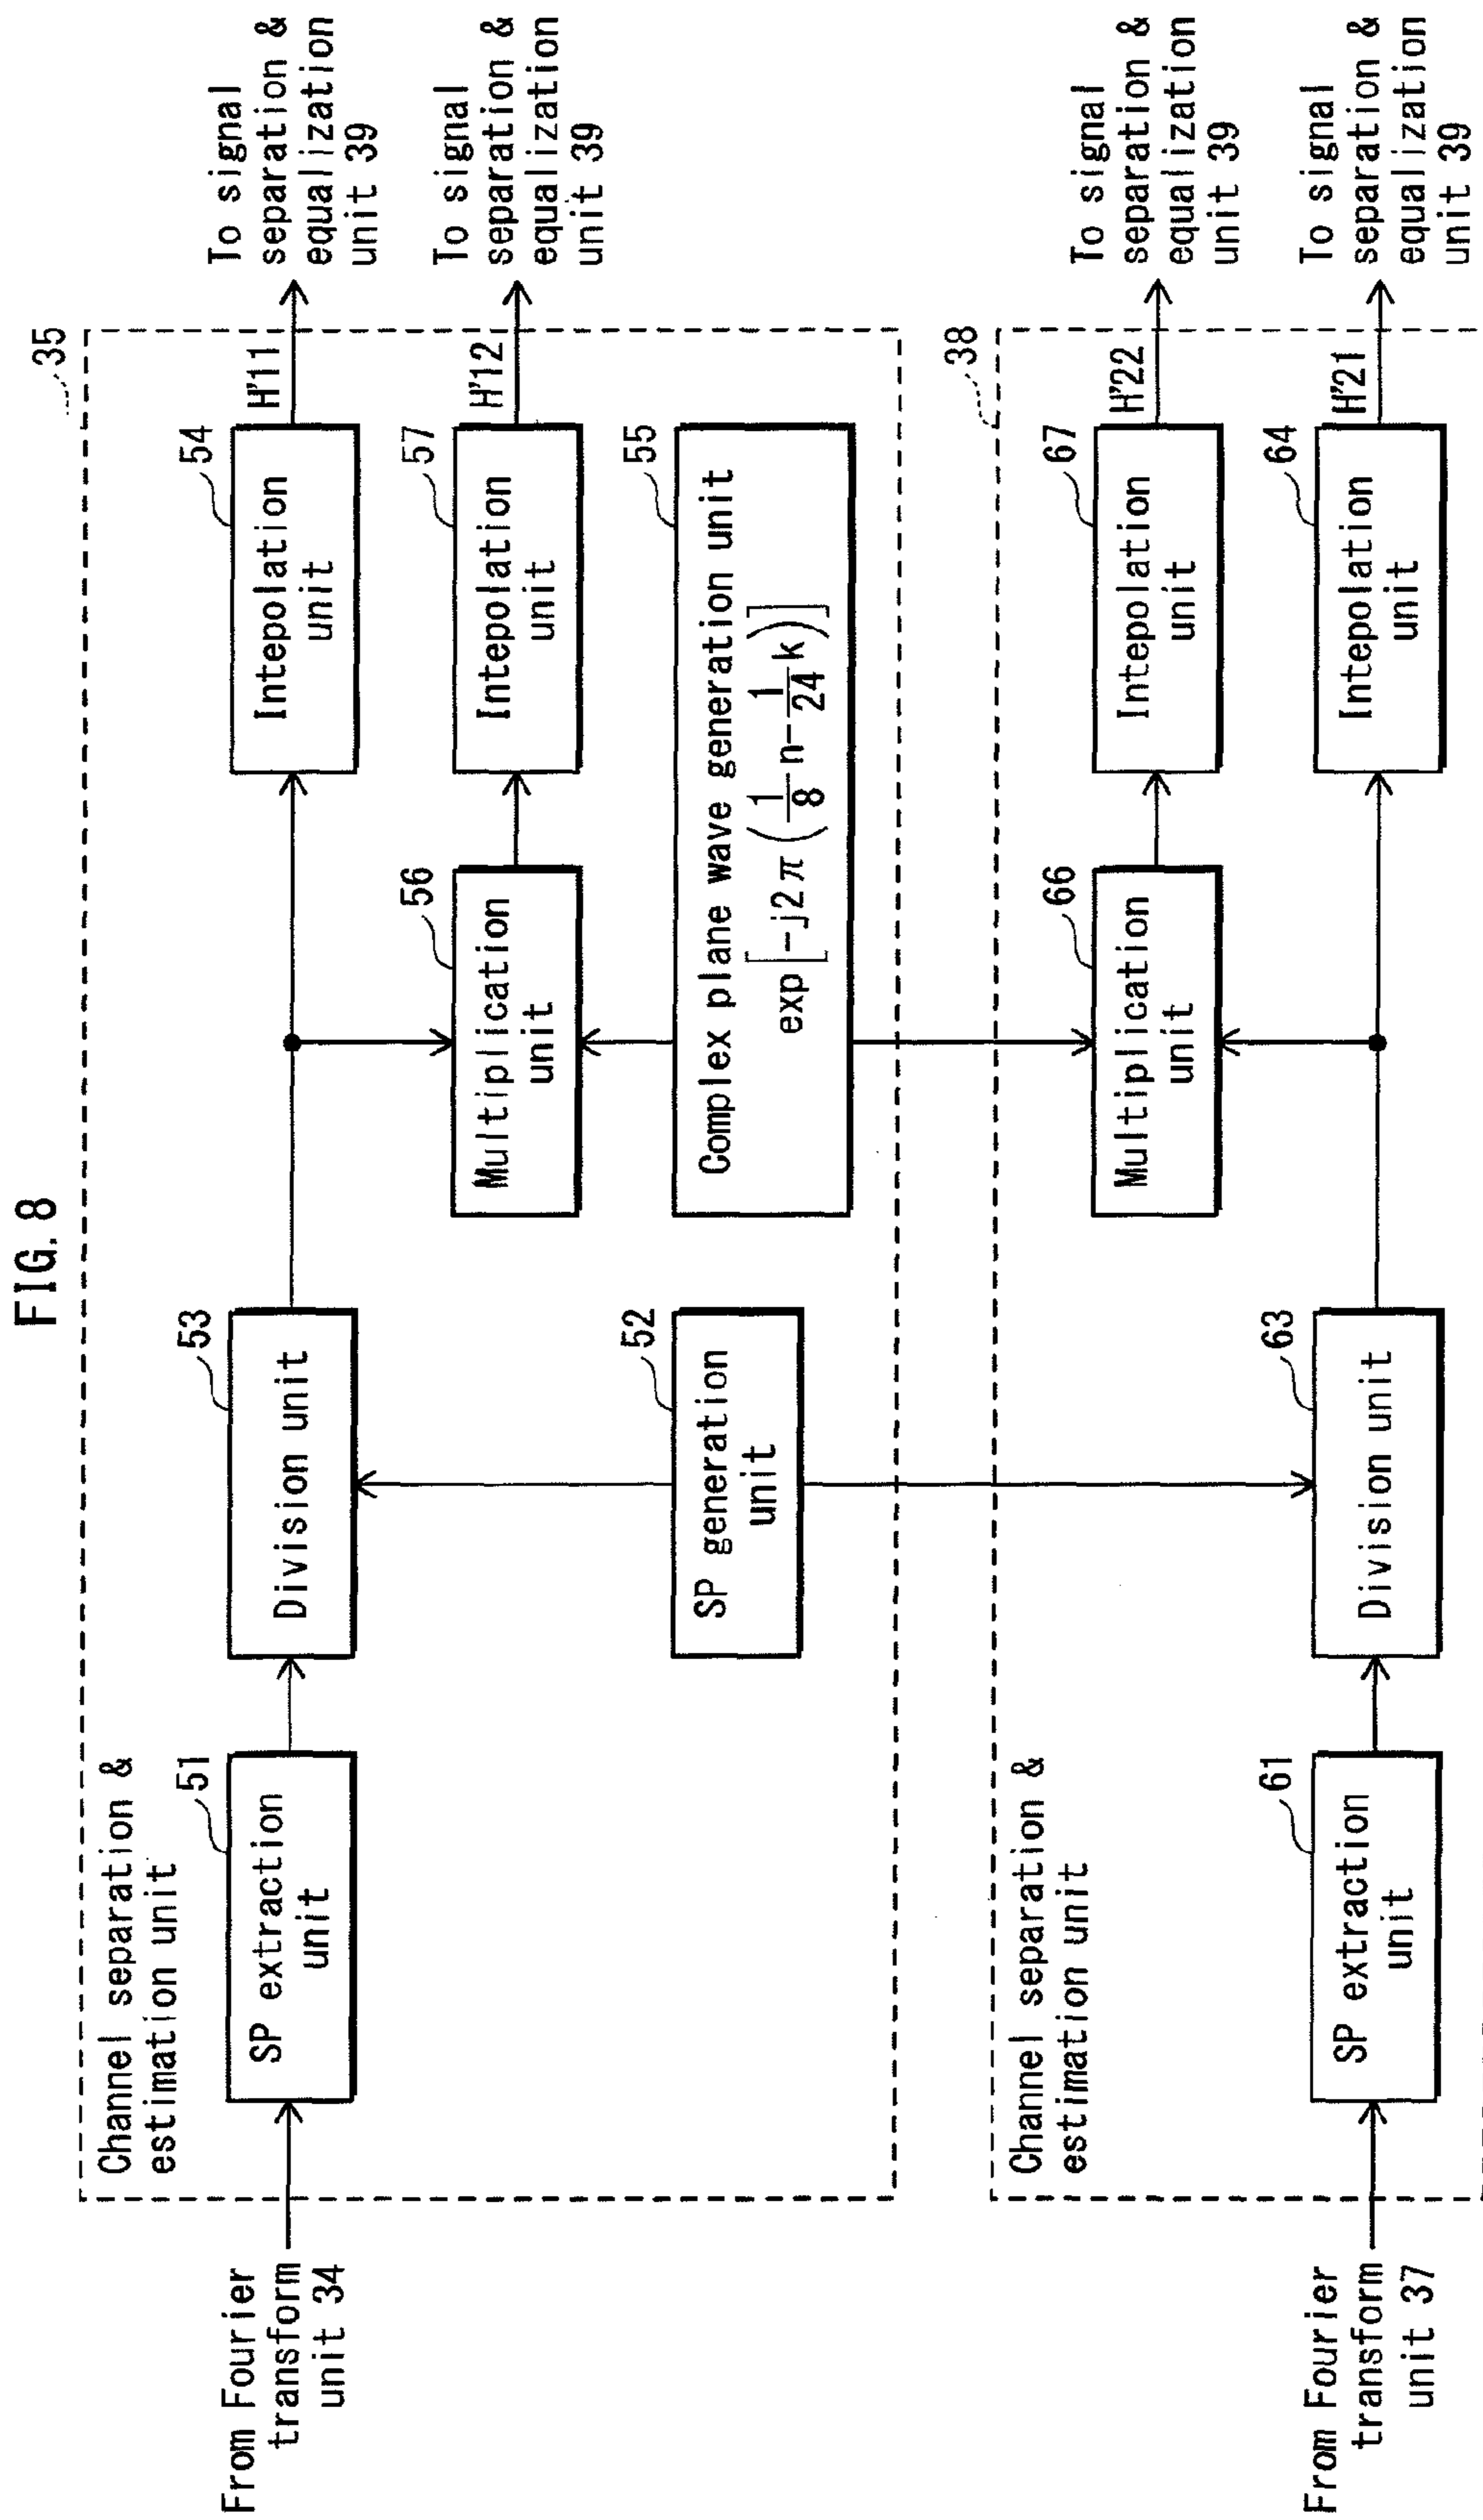 FIG. 8
35
Channel separation &
estimation unit
From Fourier
transform
unit 34
51
SP extraction
unit
53
Division unit
54
Intepolation
unit
H'11
To signal
separation &
equalization
unit 39
56
Multiplication
unit
57
Intepolation
unit
H'12
To signal
separation &
equalization
unit 39
52
SP generation
unit
55
Complex plane wave generation unit
exp[-j2π(1/8 n-1/24 k)]
38
Channel separation &
estimation unit
66
Multiplication
unit
67
Intepolation
unit
H'22
To signal
separation &
equalization
unit 39
From Fourier
transform
unit 37
61
SP extraction
unit
63
Division unit
64
Intepolation
unit
H'21
To signal
separation &
equalization
unit 39